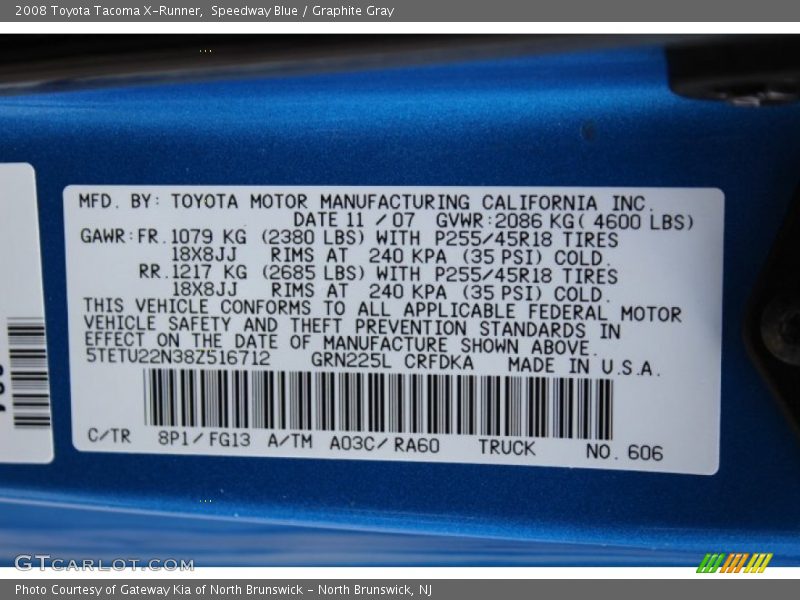 2008 Toyota Tacoma X-Runner, Speedway Blue / Graphite Gray
MFD. BY: TOYOTA MOTOR MANUFACTURING CALIFORNIA INC.
DATE 11 / 07 GVWR:2086 KG( 4600 LBS)
GAWR:FR. 1079 KG (2380 LBS) WITH P255/45R18 TIRES
18X8JJ RIMS AT 240 KPA (35 PSI) COLD.
RR. 1217 KG (2685 LBS) WITH P255/45R18 TIRES
18X8JJ RIMS AT 240 KPA (35 PSI) COLD.
THIS VEHICLE CONFORMS TO ALL APPLICABLE FEDERAL MOTOR
VEHICLE SAFETY AND THEFT PREVENTION STANDARDS IN
EFFECT ON THE DATE OF MANUFACTURE SHOWN ABOVE.
5TETU22N38Z516712 GRN225L CRFDKA MADE IN U.S.A.
C/TR 8P1/FG13 A/TM A03C/RA60 TRUCK NO. 606
GTcarlot.com
Photo Courtesy of Gateway Kia of North Brunswick - North Brunswick, NJ